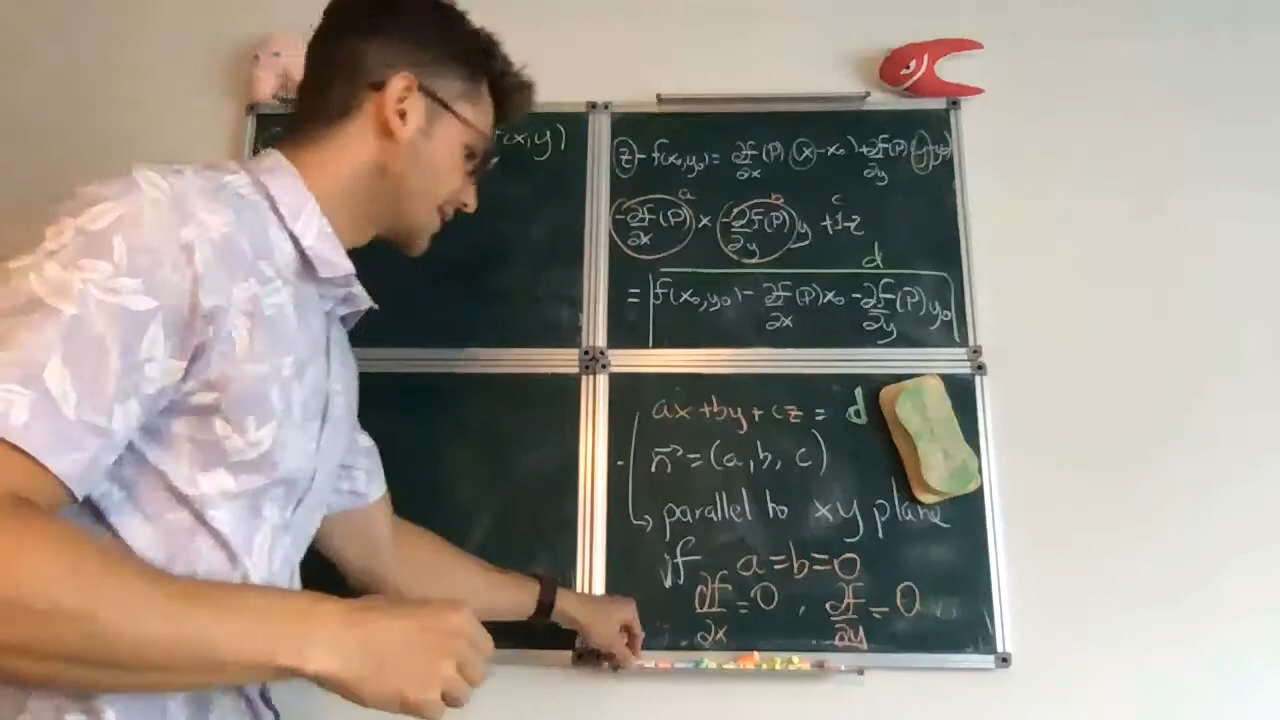 f(x,y)
z - f(x₀,y₀) = ∂f/∂x (P) (x - x₀) + ∂f/∂y (P) (y - y₀)
a b c
-∂f/∂x (P) x - ∂f/∂y (P) y + 1·z
d
= f(x₀,y₀) - ∂f/∂x (P) x₀ - ∂f/∂y (P) y₀
ax + by + cz = d
n⃗ = (a, b, c)
↳ parallel to xy plane
if a = b = 0
∂f/∂x = 0 , ∂f/∂y = 0